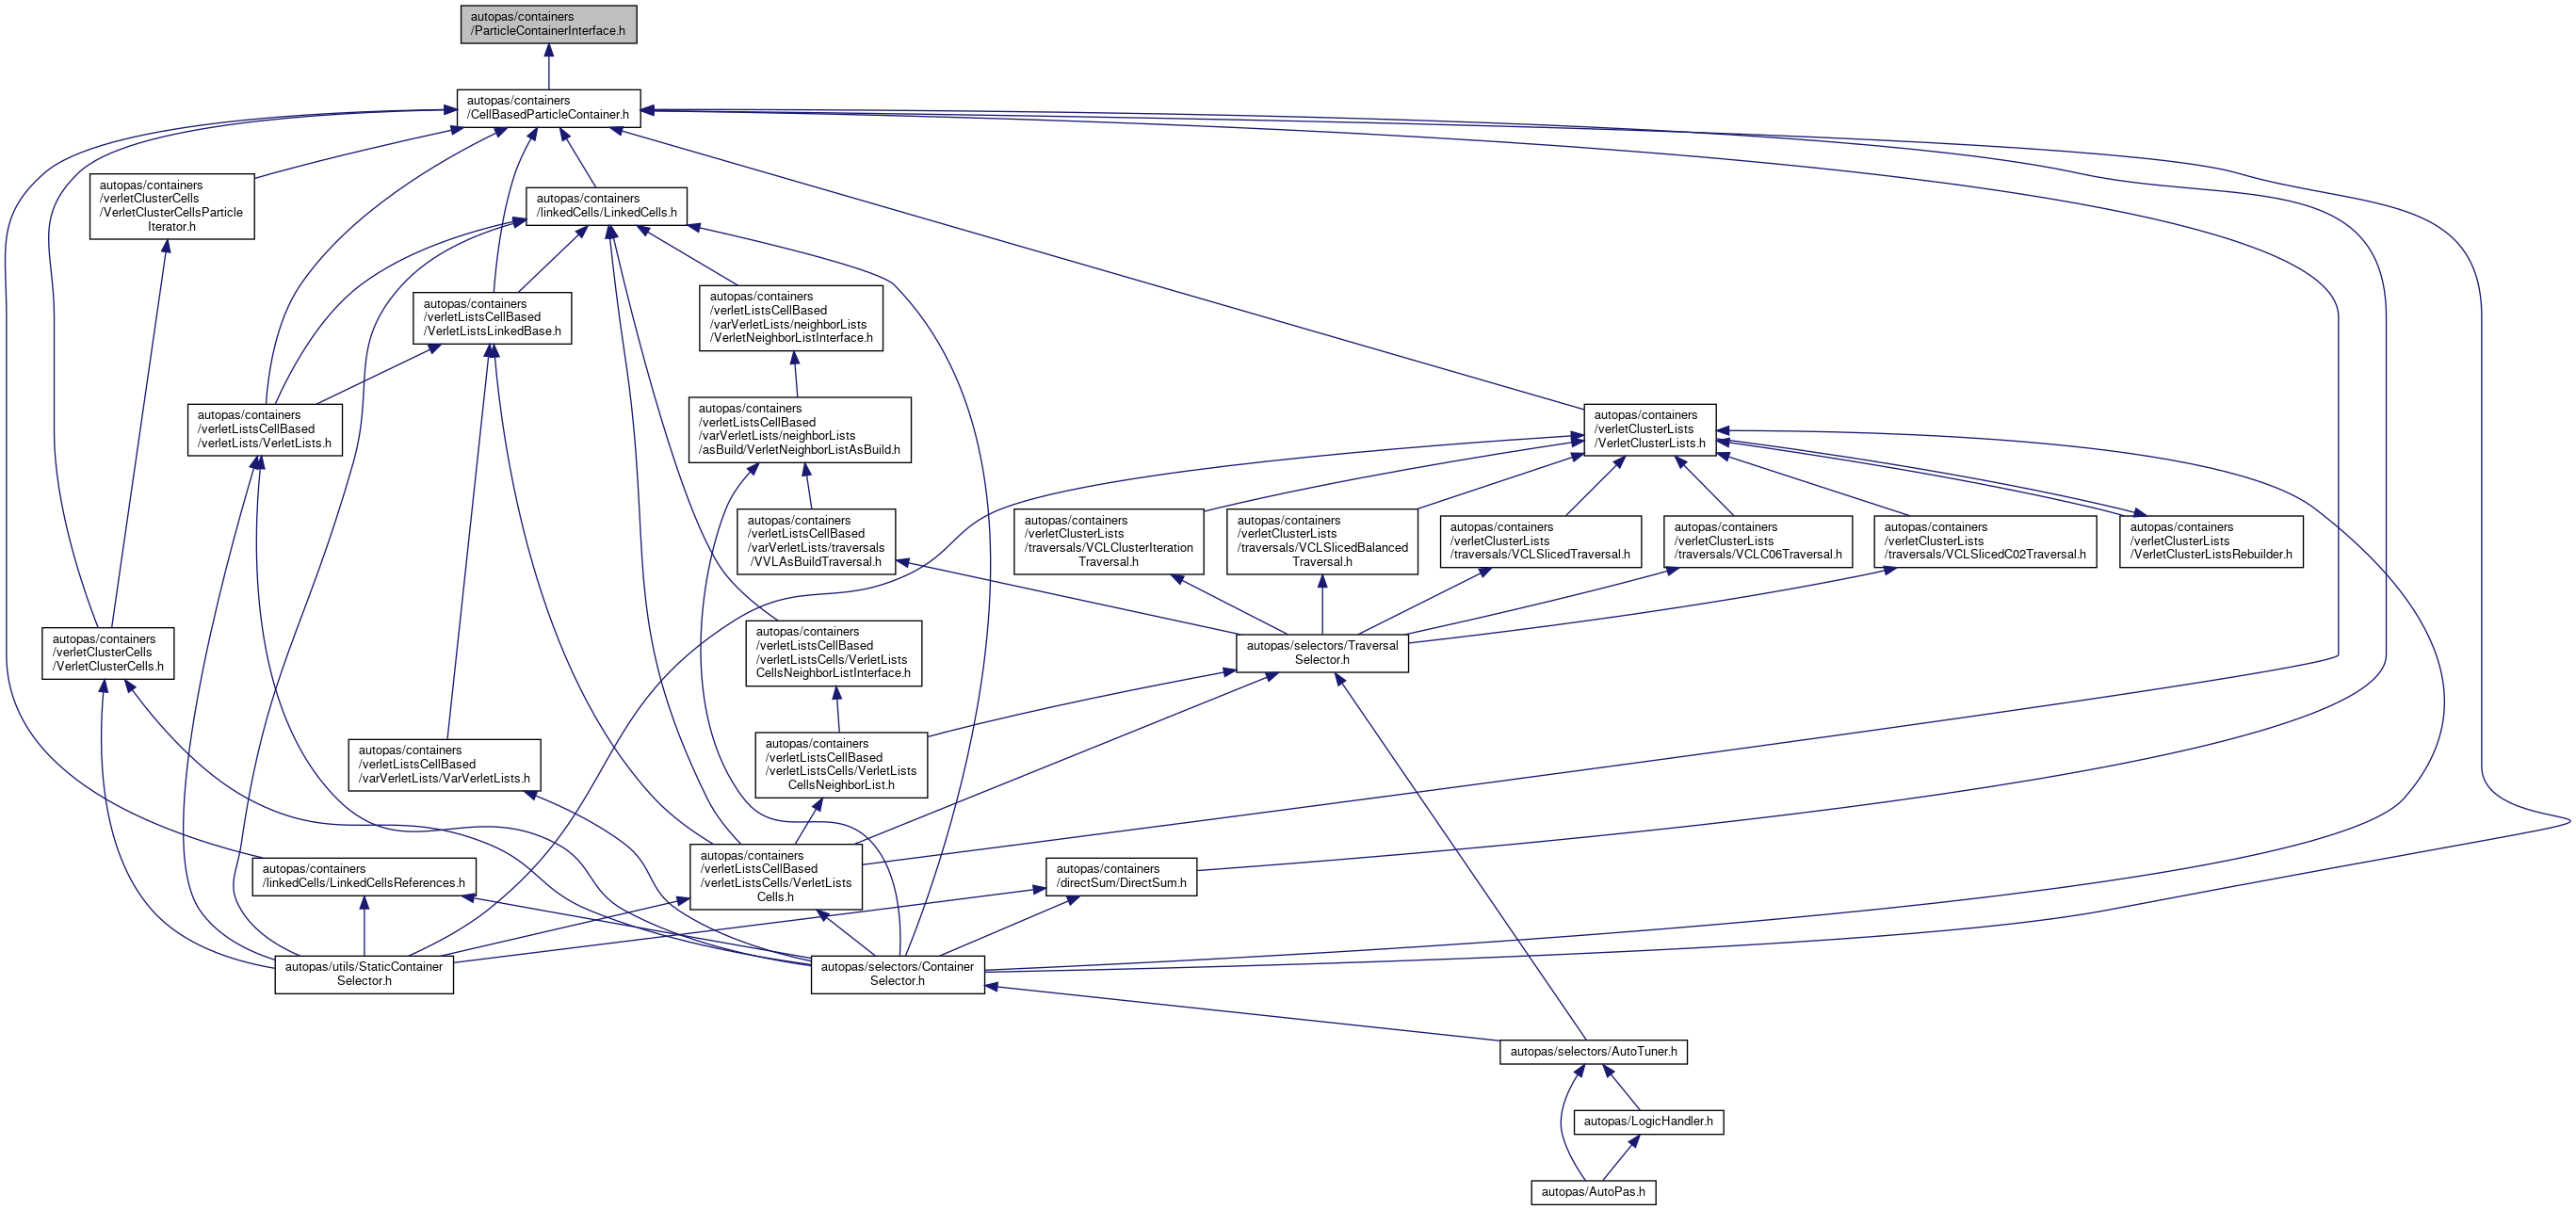 autopas/containers
/ParticleContainerInterface.h
autopas/containers
/CellBasedParticleContainer.h
autopas/containers
/verletClusterCells
/VerletClusterCellsParticle
Iterator.h
autopas/containers
/linkedCells/LinkedCells.h
autopas/containers
/verletListsCellBased
/VerletListsLinkedBase.h
autopas/containers
/verletListsCellBased
/varVerletLists/neighborLists
/VerletNeighborListInterface.h
autopas/containers
/verletListsCellBased
/verletLists/VerletLists.h
autopas/containers
/verletListsCellBased
/varVerletLists/neighborLists
/asBuild/VerletNeighborListAsBuild.h
autopas/containers
/verletClusterLists
/VerletClusterLists.h
autopas/containers
/verletListsCellBased
/varVerletLists/traversals
/VVLAsBuildTraversal.h
autopas/containers
/verletClusterLists
/traversals/VCLClusterIteration
Traversal.h
autopas/containers
/verletClusterLists
/traversals/VCLSlicedBalanced
Traversal.h
autopas/containers
/verletClusterLists
/traversals/VCLSlicedTraversal.h
autopas/containers
/verletClusterLists
/traversals/VCLC06Traversal.h
autopas/containers
/verletClusterLists
/traversals/VCLSlicedC02Traversal.h
autopas/containers
/verletClusterLists
/VerletClusterListsRebuilder.h
autopas/containers
/verletClusterCells
/VerletClusterCells.h
autopas/containers
/verletListsCellBased
/verletListsCells/VerletLists
CellsNeighborListInterface.h
autopas/selectors/Traversal
Selector.h
autopas/containers
/verletListsCellBased
/varVerletLists/VarVerletLists.h
autopas/containers
/verletListsCellBased
/verletListsCells/VerletLists
CellsNeighborList.h
autopas/containers
/linkedCells/LinkedCellsReferences.h
autopas/containers
/verletListsCellBased
/verletListsCells/VerletLists
Cells.h
autopas/containers
/directSum/DirectSum.h
autopas/utils/StaticContainer
Selector.h
autopas/selectors/Container
Selector.h
autopas/selectors/AutoTuner.h
autopas/LogicHandler.h
autopas/AutoPas.h